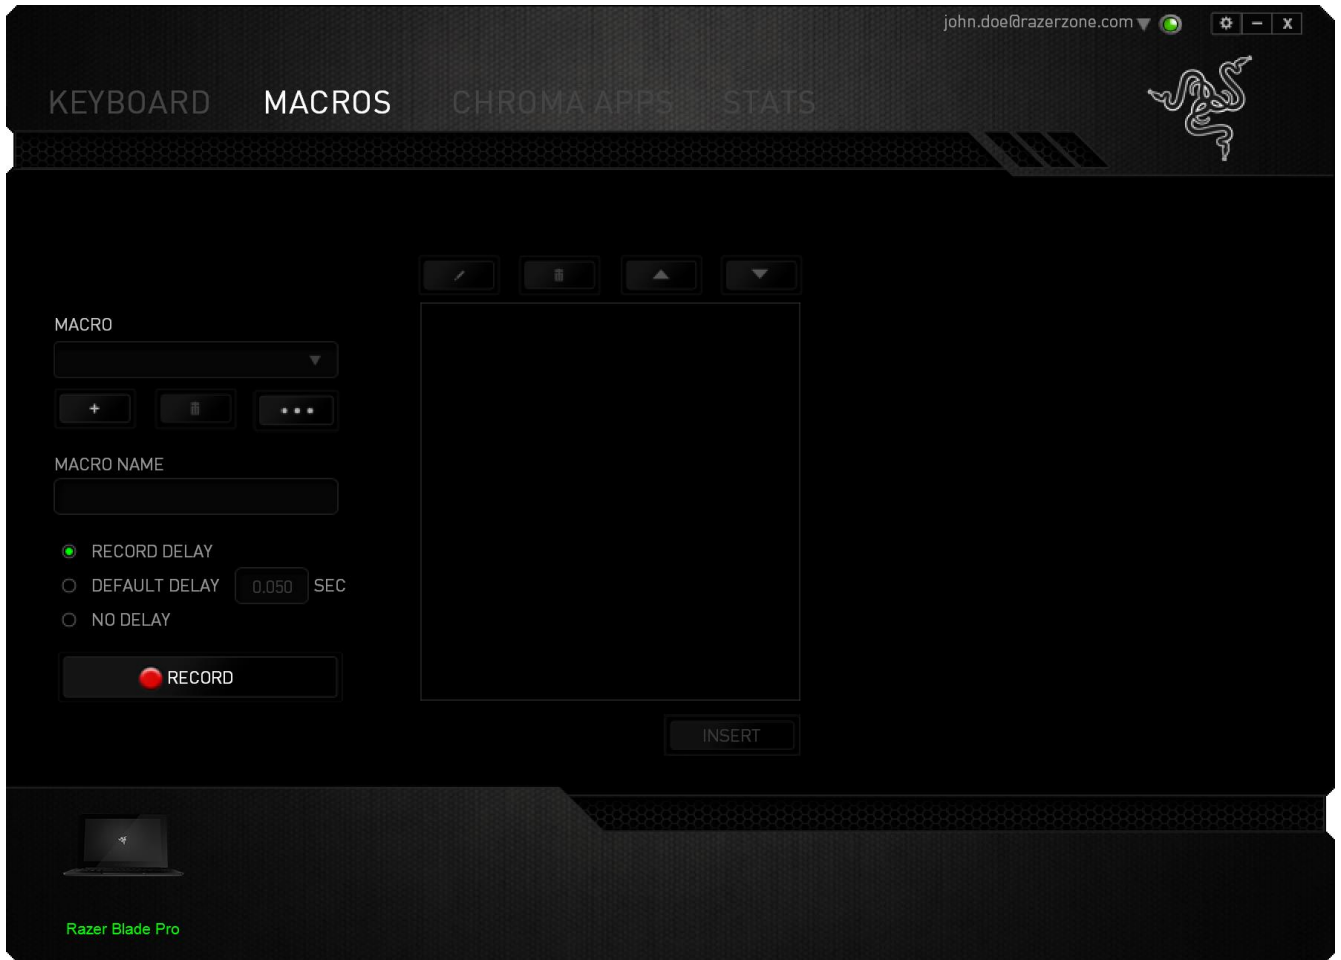 john.doe@razerzone.com
KEYBOARD MACROS CHROMA APPS STATS
MACRO
MACRO NAME
RECORD DELAY
DEFAULT DELAY 0.050 SEC
NO DELAY
RECORD
INSERT
Razer Blade Pro